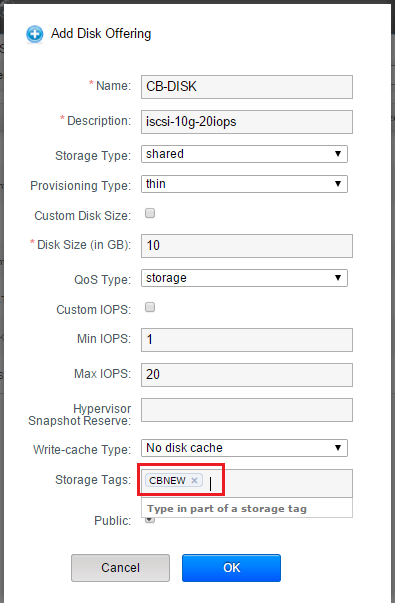 Add Disk Offering
*Name: CB-DISK
*Description: iscsi-10g-20iops
Storage Type: shared
Provisioning Type: thin
Custom Disk Size:
*Disk Size (in GB): 10
QoS Type: storage
Custom IOPS:
Min IOPS: 1
Max IOPS: 20
Hypervisor
Snapshot Reserve:
Write-cache Type: No disk cache
Storage Tags: CBNEW ×
Type in part of a storage tag
Public:
Cancel OK